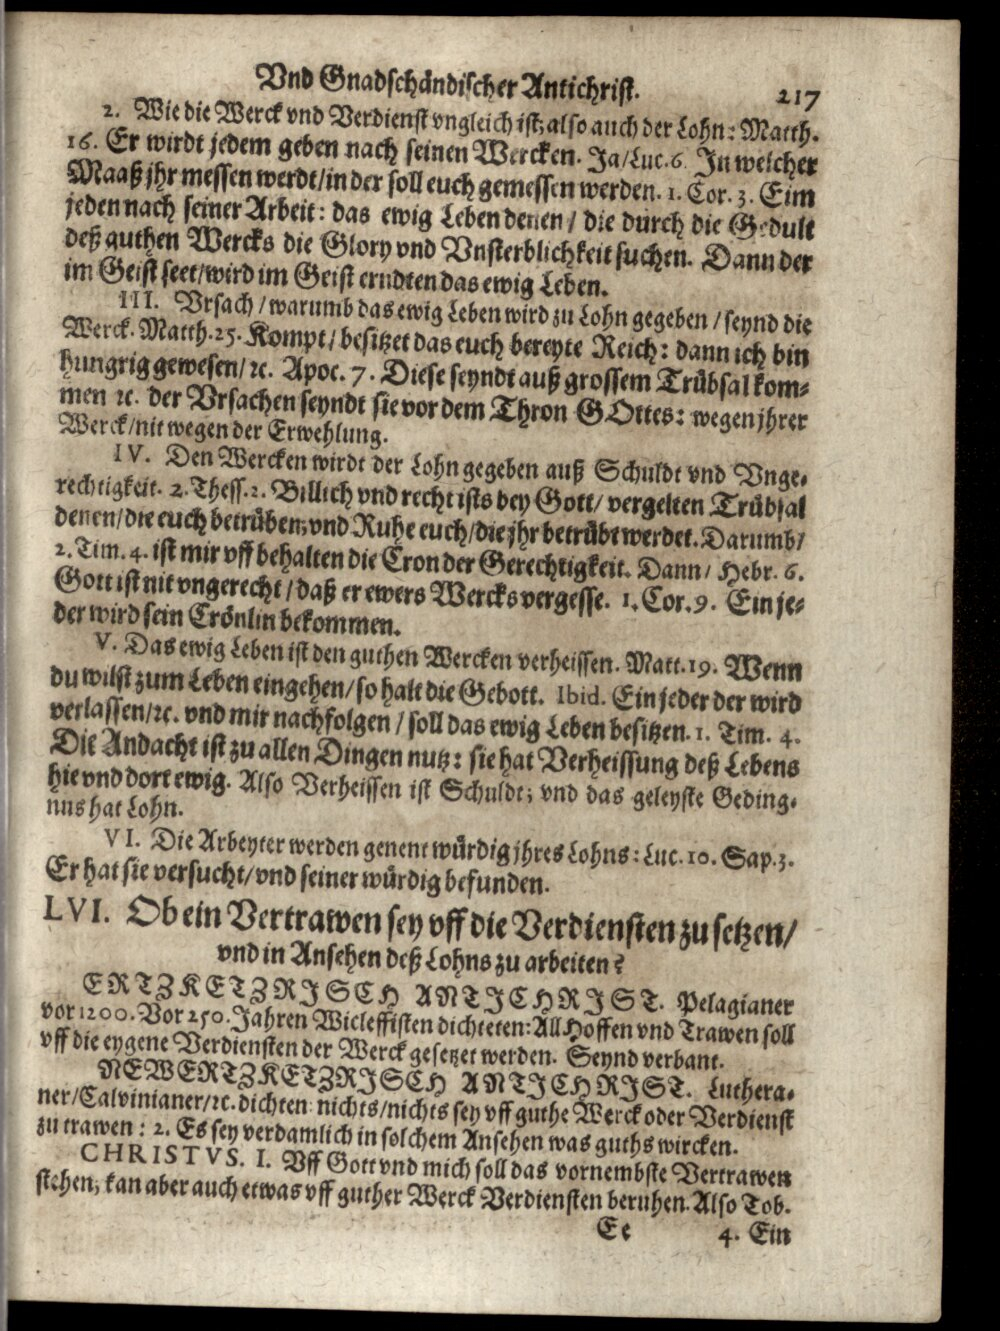 Vnd Gnadschändischer Antichrist. 217
2. Wie die Werck vnd Verdienst vngleich ist; also auch der Lohn: Matth.
16. Er wirdt jedem geben nach seinen Wercken. Ja/Luc. 6. In welcher
Maaß jhr messen werdt/in der soll euch gemessen werden. 1. Cor. 3. Eim
jeden nach seiner Arbeit: das ewig Leben denen / die durch die Gedult
deß guthen Wercks die Glory vnd Vnsterblichkeit suchen. Dann der
im Geist seet/wird im Geist erndten das ewig Leben.
III. Vrsach / warumb das ewig Leben wird zu Lohn gegeben / seynd die
Werck. Matth. 25. Kompt / besitzet das euch bereyte Reich: dann ich bin
hungrig gewesen/ ꝛc. Apoc. 7. Diese seyndt auß grossem Trübsal kom⸗
men ꝛc. der Vrsachen seyndt sie vor dem Thron GOttes: wegen jhrer
Werck/nit wegen der Erwehlung.
IV. Den Wercken wirdt der Lohn gegeben auß Schuldt vnd Vnge⸗
rechtigkeit. 2. Thess. 2. Billich vnd recht ists bey Gott/ vergelten Trübsal
denen/die euch betrüben; vnd Ruhe euch/die jhr betrübt werdet. Darumb/
2. Tim. 4. ist mir vff behalten die Cron der Gerechtigkeit. Dann/ Hebr. 6.
Gott ist nit vngerecht / daß er ewers Wercks vergesse. 1. Cor. 9. Ein je⸗
der wird sein Crönlin bekommen.
V. Das ewig Leben ist den guthen Wercken verheissen. Matt. 19. Wenn
du wilst zum Leben eingehen/ so halt die Gebott. Ibid. Ein jeder der wird
verlassen/ꝛc. vnd mir nachfolgen / soll das ewig Leben besitzen. 1. Tim. 4.
Die Andacht ist zu allen Dingen nutz: sie hat Verheissung deß Lebens
hie vnd dort ewig. Also Verheissen ist Schuldt; vnd das geleyste Geding⸗
nus hat Lohn.
VI. Die Arbeyter werden genent würdig jhres Lohns: Luc. 10. Sap. 3.
Er hat sie versucht/vnd seiner würdig befunden.
LVI. Ob ein Vertrawen sey vff die Verdiensten zu setzen/
vnd in Ansehen deß Lohns zu arbeiten?
ERTZKETZRISCH ANTICHRIST. Pelagianer
vor 1200. Vor 250. Jahren Wicleffisten dichteten: All Hoffen vnd Trawen soll
vff die eygene Verdiensten der Werck gesetzet werden. Seynd verbant.
NEWERTZKETZRISCH ANTICHRIST. Luthera⸗
ner/Calvinianer/ꝛc. dichten nichts/nichts sey vff guthe Werck oder Verdienst
zu trawen: 2. Es sey verdamlich in solchem Ansehen was guths wircken.
CHRISTVS. I. Vff Gott vnd mich soll das vornembste Vertrawen
stehen; kan aber auch etwas vff guther Werck Verdiensten beruhen. Also Tob.
Ee 4. Ein